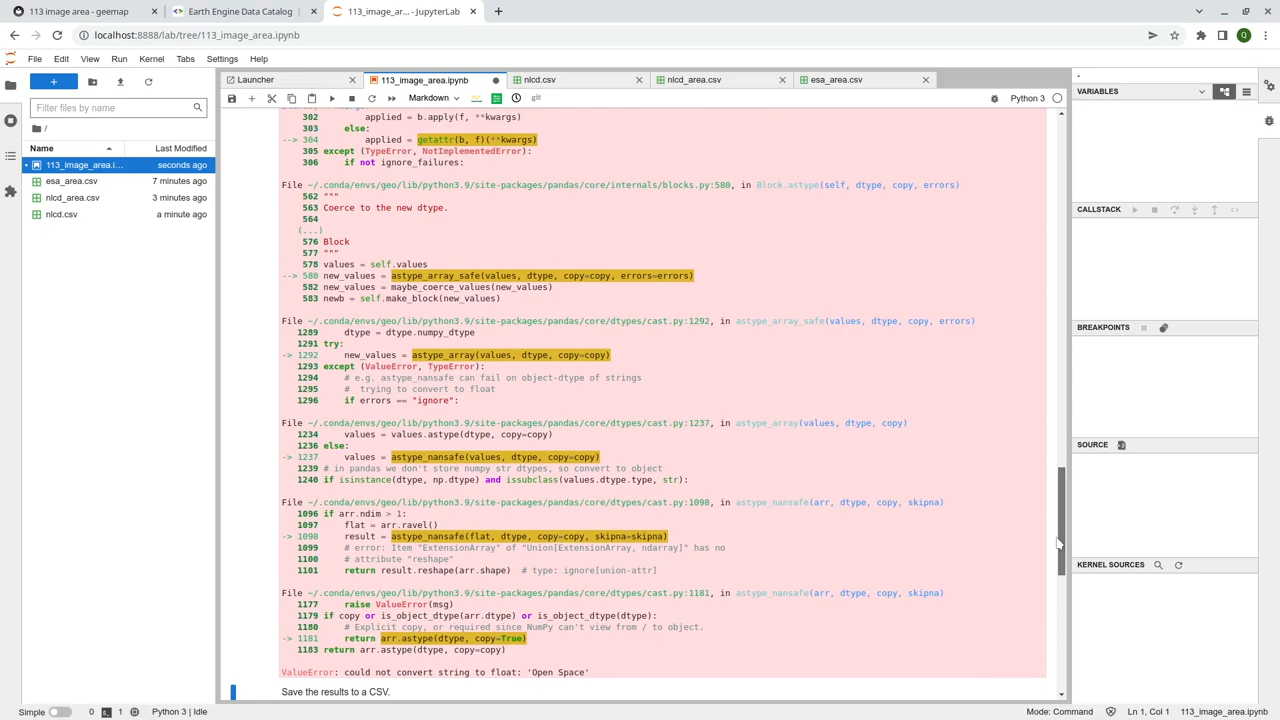 113 image area - geemap
Earth Engine Data Catalog
113_image_ar... - JupyterLab
localhost:8888/lab/tree/113_image_area.ipynb
Q
File Edit View Run Kernel Tabs Settings Help
Filter files by name
/
Name
Last Modified
113_image_area.i... seconds ago
esa_area.csv 7 minutes ago
nlcd_area.csv 3 minutes ago
nlcd.csv a minute ago
Launcher
113_image_area.ipynb
nlcd.csv
nlcd_area.csv
esa_area.csv
Markdown
git
Python 3
302 applied = b.apply(f, **kwargs)
303 else:
--> 304 applied = getattr(b, f)(**kwargs)
305 except (TypeError, NotImplementedError):
306 if not ignore_failures:
File ~/.conda/envs/geo/lib/python3.9/site-packages/pandas/core/internals/blocks.py:580, in Block.astype(self, dtype, copy, errors)
562 """
563 Coerce to the new dtype.
564
(...)
576 Block
577 """
578 values = self.values
--> 580 new_values = astype_array_safe(values, dtype, copy=copy, errors=errors)
582 new_values = maybe_coerce_values(new_values)
583 newb = self.make_block(new_values)
File ~/.conda/envs/geo/lib/python3.9/site-packages/pandas/core/dtypes/cast.py:1292, in astype_array_safe(values, dtype, copy, errors)
1289 dtype = dtype.numpy_dtype
1291 try:
-> 1292 new_values = astype_array(values, dtype, copy=copy)
1293 except (ValueError, TypeError):
1294 # e.g. astype_nansafe can fail on object-dtype of strings
1295 # trying to convert to float
1296 if errors == "ignore":
File ~/.conda/envs/geo/lib/python3.9/site-packages/pandas/core/dtypes/cast.py:1237, in astype_array(values, dtype, copy)
1234 values = values.astype(dtype, copy=copy)
1236 else:
-> 1237 values = astype_nansafe(values, dtype, copy=copy)
1239 # in pandas we don't store numpy str dtypes, so convert to object
1240 if isinstance(dtype, np.dtype) and issubclass(values.dtype.type, str):
File ~/.conda/envs/geo/lib/python3.9/site-packages/pandas/core/dtypes/cast.py:1098, in astype_nansafe(arr, dtype, copy, skipna)
1096 if arr.ndim > 1:
1097 flat = arr.ravel()
-> 1098 result = astype_nansafe(flat, dtype, copy=copy, skipna=skipna)
1099 # error: Item "ExtensionArray" of "Union[ExtensionArray, ndarray]" has no
1100 # attribute "reshape"
1101 return result.reshape(arr.shape) # type: ignore[union-attr]
File ~/.conda/envs/geo/lib/python3.9/site-packages/pandas/core/dtypes/cast.py:1181, in astype_nansafe(arr, dtype, copy, skipna)
1177 raise ValueError(msg)
1179 if copy or is_object_dtype(arr.dtype) or is_object_dtype(dtype):
1180 # Explicit copy, or required since NumPy can't view from / to object.
-> 1181 return arr.astype(dtype, copy=True)
1183 return arr.astype(dtype, copy=copy)
ValueError: could not convert string to float: 'Open Space'
Save the results to a CSV.
VARIABLES
CALLSTACK
BREAKPOINTS
SOURCE
KERNEL SOURCES
Simple 0 1 Python 3 | Idle
Mode: Command Ln 1, Col 1 113_image_area.ipynb